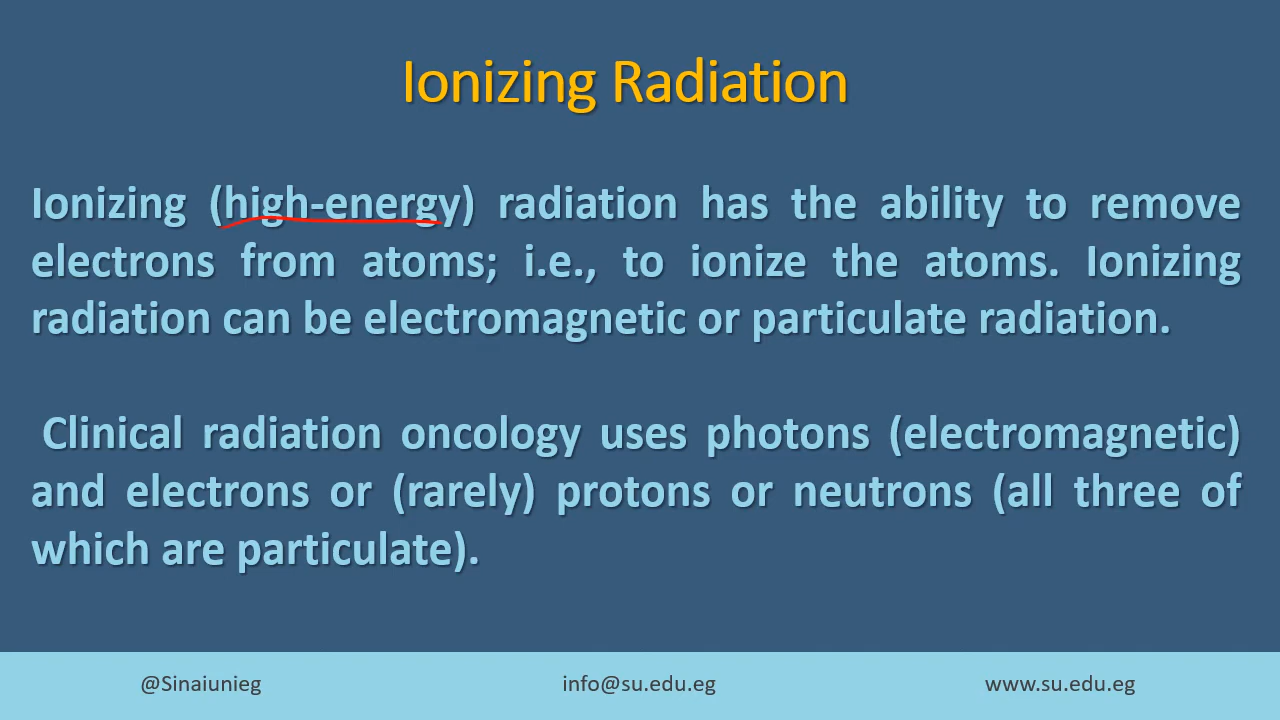 Ionizing Radiation
Ionizing (high-energy) radiation has the ability to remove
electrons from atoms; i.e., to ionize the atoms. Ionizing
radiation can be electromagnetic or particulate radiation.
Clinical radiation oncology uses photons (electromagnetic)
and electrons or (rarely) protons or neutrons (all three of
which are particulate).
@Sinaiunieg
info@su.edu.eg
www.su.edu.eg